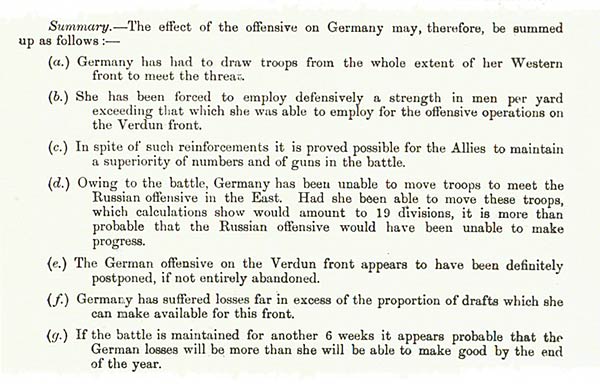 Summary.—The effect of the offensive on Germany may, therefore, be summed
up as follows :—
(a.) Germany has had to draw troops from the whole extent of her Western
front to meet the threat.
(b.) She has been forced to employ defensively a strength in men per yard
exceeding that which she was able to employ for the offensive operations on
the Verdun front.
(c.) In spite of such reinforcements it is proved possible for the Allies to maintain
a superiority of numbers and of guns in the battle.
(d.) Owing to the battle, Germany has been unable to move troops to meet the
Russian offensive in the East. Had she been able to move these troops,
which calculations show would amount to 19 divisions, it is more than
probable that the Russian offensive would have been unable to make
progress.
(e.) The German offensive on the Verdun front appears to have been definitely
postponed, if not entirely abandoned.
(f.) Germany has suffered losses far in excess of the proportion of drafts which she
can make available for this front.
(g.) If the battle is maintained for another 6 weeks it appears probable that the
German losses will be more than she will be able to make good by the end
of the year.